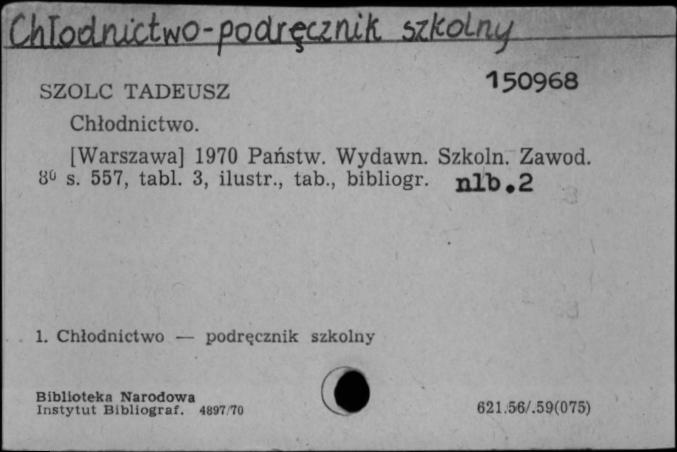 Chłodnictwo-podręcznik szkolny
150968
SZOLC TADEUSZ
Chłodnictwo.
[Warszawa] 1970 Państw. Wydawn. Szkoln. Zawod.
8⁰ s. 557, tabl. 3, ilustr., tab., bibliogr. nlb.2
1. Chłodnictwo — podręcznik szkolny
Biblioteka Narodowa
Instytut Bibliograf. 4897/70
621.56/.59(075)